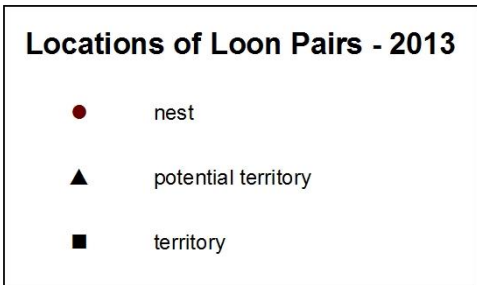 Locations of Loon Pairs - 2013
nest
potential territory
territory